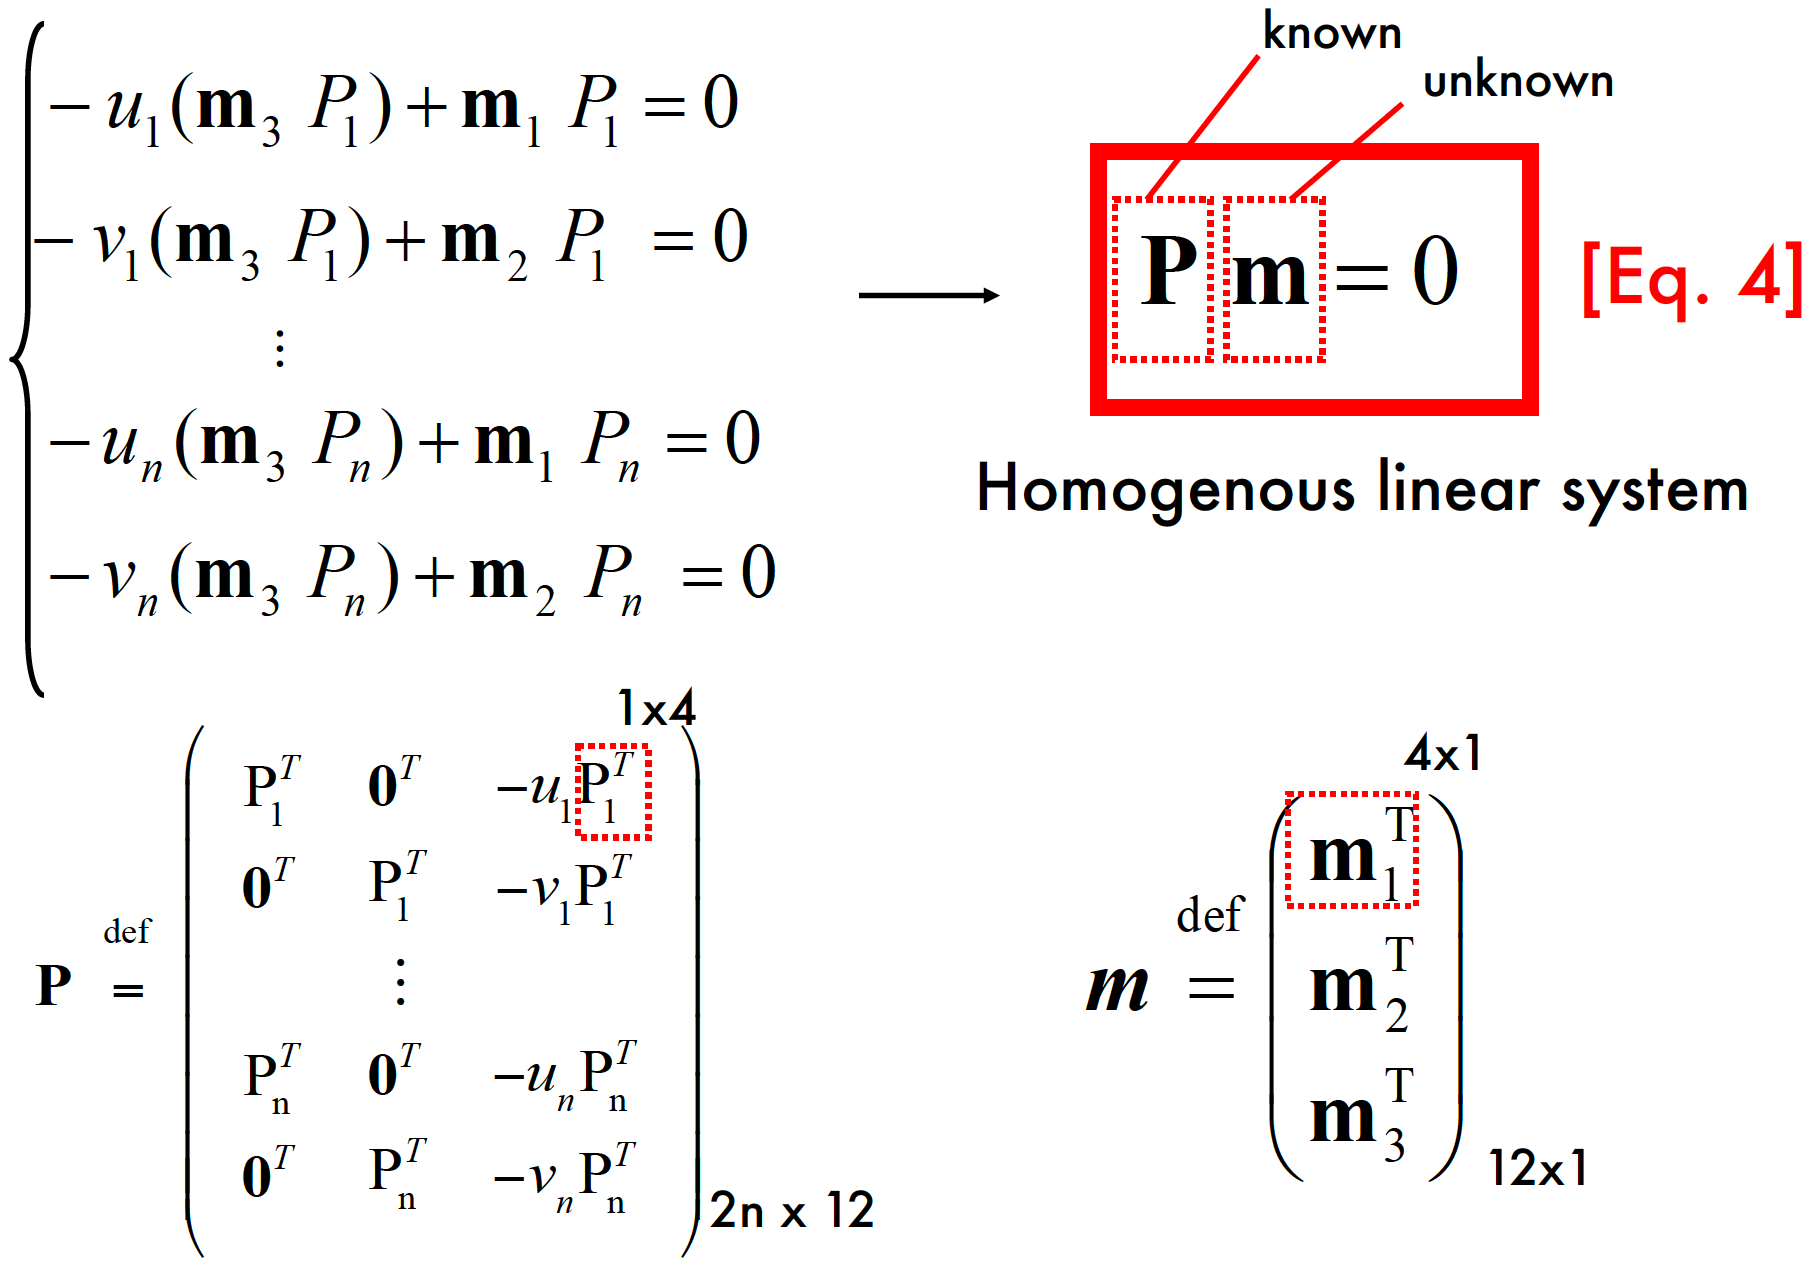 − u₁(m₃ P₁) + m₁ P₁ = 0
− v₁(m₃ P₁) + m₂ P₁ = 0
⋮
− uₙ(m₃ Pₙ) + m₁ Pₙ = 0
− vₙ(m₃ Pₙ) + m₂ Pₙ = 0
known
unknown
P m = 0
[Eq. 4]
Homogenous linear system
1x4
P₁ᵀ 0ᵀ −u₁P₁ᵀ
0ᵀ P₁ᵀ −v₁P₁ᵀ
P def =
⋮
Pₙᵀ 0ᵀ −uₙPₙᵀ
0ᵀ Pₙᵀ −vₙPₙᵀ
2n x 12
4x1
m₁ᵀ
m def = m₂ᵀ
m₃ᵀ
12x1